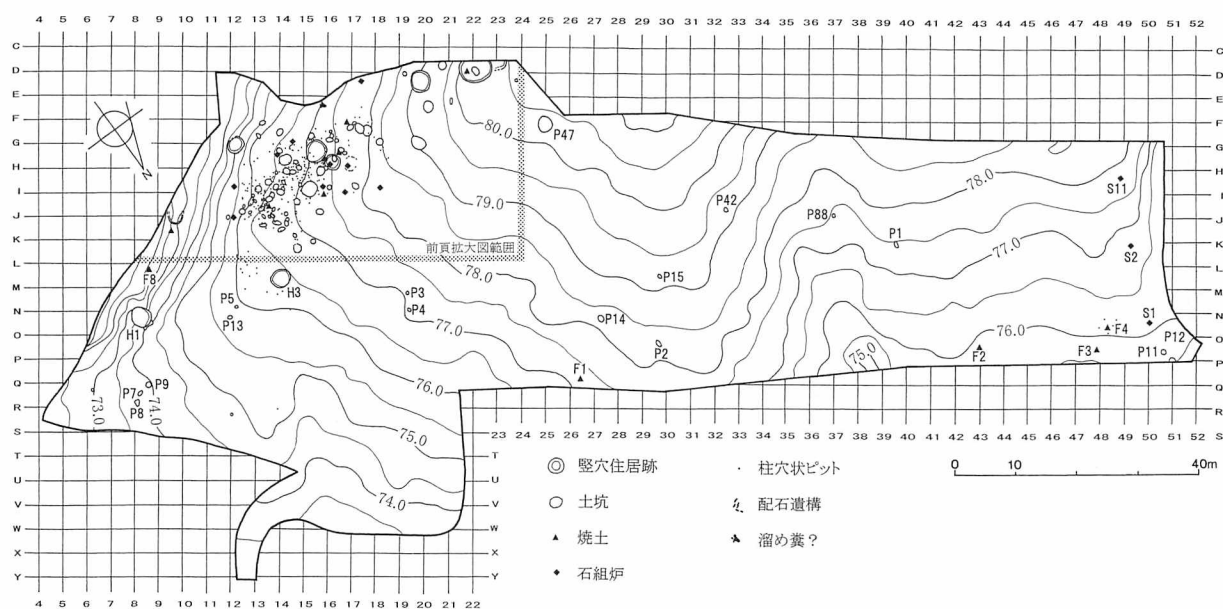 4 5 6 7 8 9 10 11 12 13 14 15 16 17 18 19 20 21 22 23 24 25 26 27 28 29 30 31 32 33 34 35 36 37 38 39 40 41 42 43 44 45 46 47 48 49 50 51 52
C C
D D
E E
80.0
F F
P47
G G
78.0
H H
S11
I I
79.0 P42
J J
P88
前頁拡大図範囲 P1
K K
77.0 S2
N
L L
F8 78.0 P15
H3
M M
P5 P3
P4 S1
N N
P13 P14 F4
H1 77.0 76.0 P12
O O
P2 F2 F3 P11
75.0
P P
F1
76.0
Q Q
P9
P7
73.0 74.0
P8
R R
75.0
S 23 24 25 26 27 28 29 30 31 32 33 34 35 36 37 38 39 40 41 42 43 44 45 46 47 48 49 50 51 52 S
T T
竪穴住居跡 柱穴状ピット 0 10 40m
U U
74.0
V V
土坑 配石遺構
W W
焼土 溜め糞?
X X
石組炉
Y Y
4 5 6 7 8 9 10 11 12 13 14 15 16 17 18 19 20 21 22